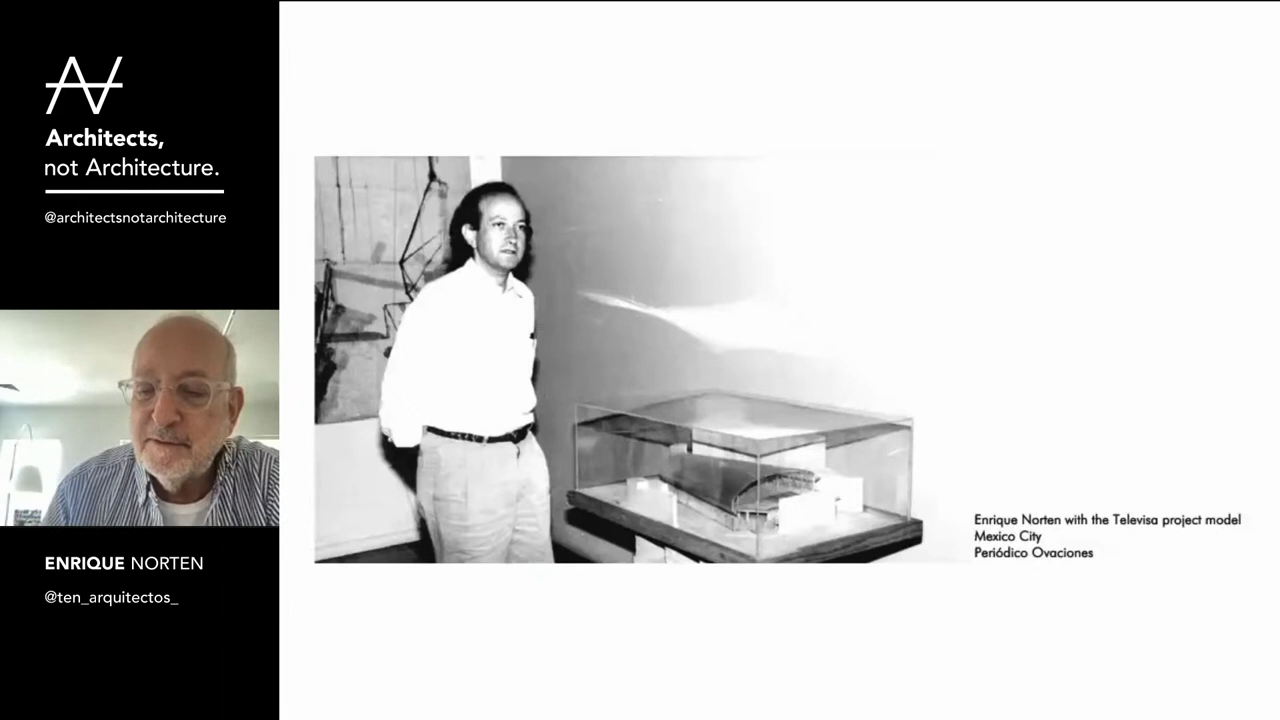 Architects,
not Architecture.
@architectsnotarchitecture
ENRIQUE NORTEN
@ten_arquitectos_
Enrique Norten with the Televisa project model
Mexico City
Periódico Ovaciones